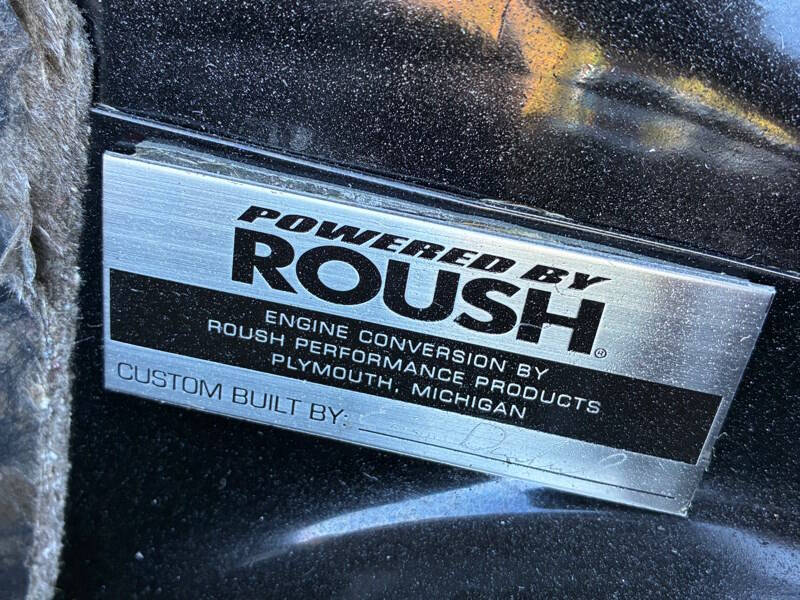 POWERED BY
ROUSH®
ENGINE CONVERSION BY
ROUSH PERFORMANCE PRODUCTS
PLYMOUTH, MICHIGAN
CUSTOM BUILT BY: